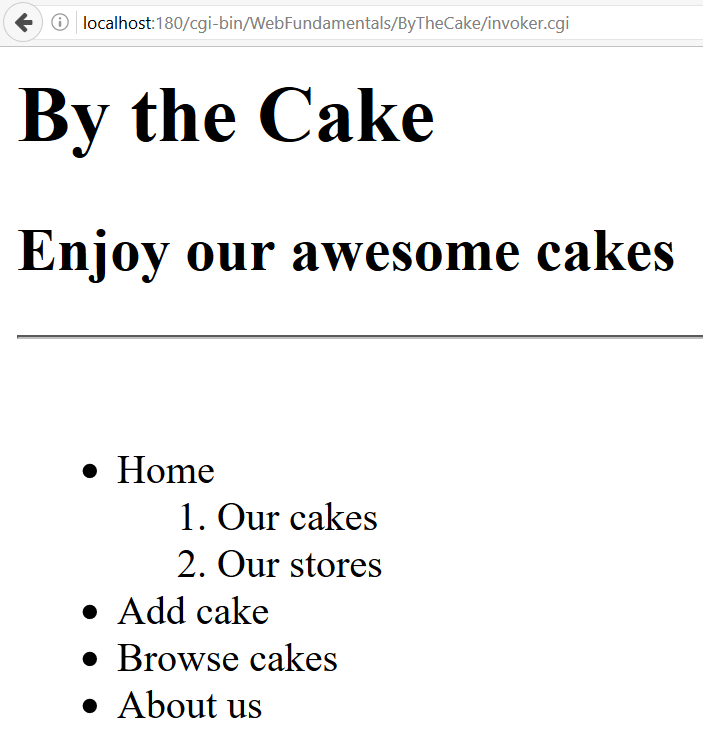 localhost:180/cgi-bin/WebFundamentals/ByTheCake/invoker.cgi
By the Cake
Enjoy our awesome cakes
• Home
1. Our cakes
2. Our stores
• Add cake
• Browse cakes
• About us